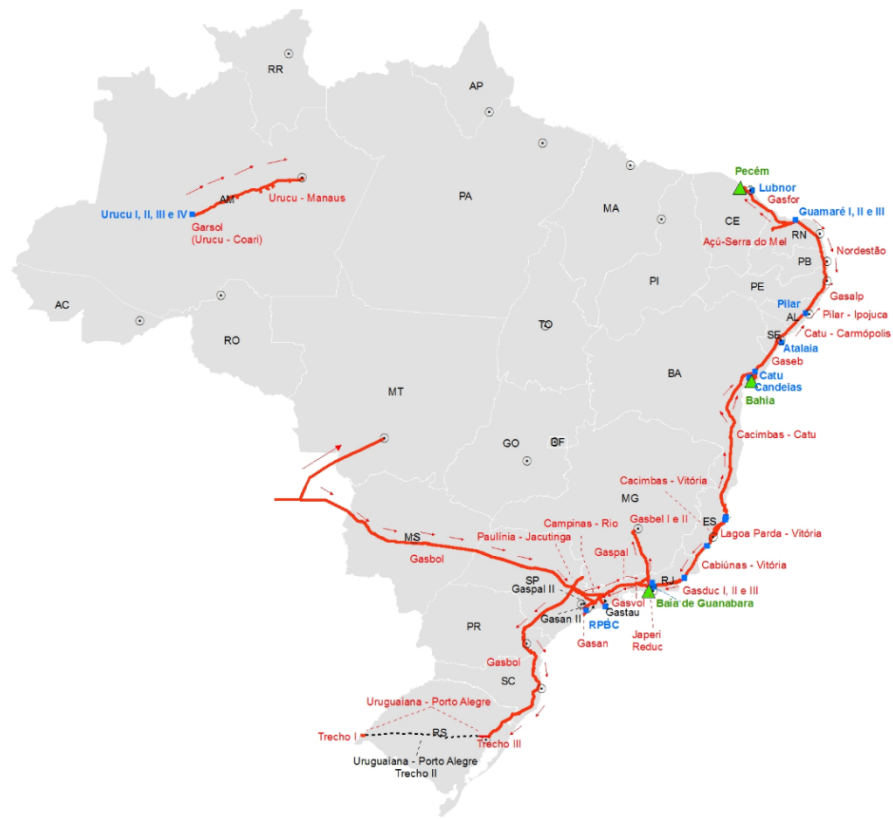 RR
AP
Pecém
Lubnor
Gasfor
AM
Urucu - Manaus
PA
MA
CE
Guamaré I, II e III
Urucu I, II, III e IV
Garsol
(Urucu - Coari)
RN
Açú-Serra do Mel
Nordestão
PB
PI
PE
Gasalp
AC
Pilar
AL
Pilar - Ipojuca
RO
TO
SE
Catu - Carmópolis
Atalaia
Gaseb
BA
Catu
Candeias
MT
Bahia
GO
DF
Cacimbas - Catu
Cacimbas - Vitória
MG
Campinas - Rio
Gasbel I e II
ES
Lagoa Parda - Vitória
MS
Paulínia - Jacutinga
Gasbol
Gaspal
Cabiúnas - Vitória
SP
Gaspal II
RJ
Gasduc I, II e III
Gasvol
Baia de Guanabara
Gasan II
Gastau
RPBC
PR
Gasan
Japeri
Reduc
Gasbol
SC
Uruguaiana - Porto Alegre
Trecho I
RS
Trecho III
Uruguaiana - Porto Alegre
Trecho II